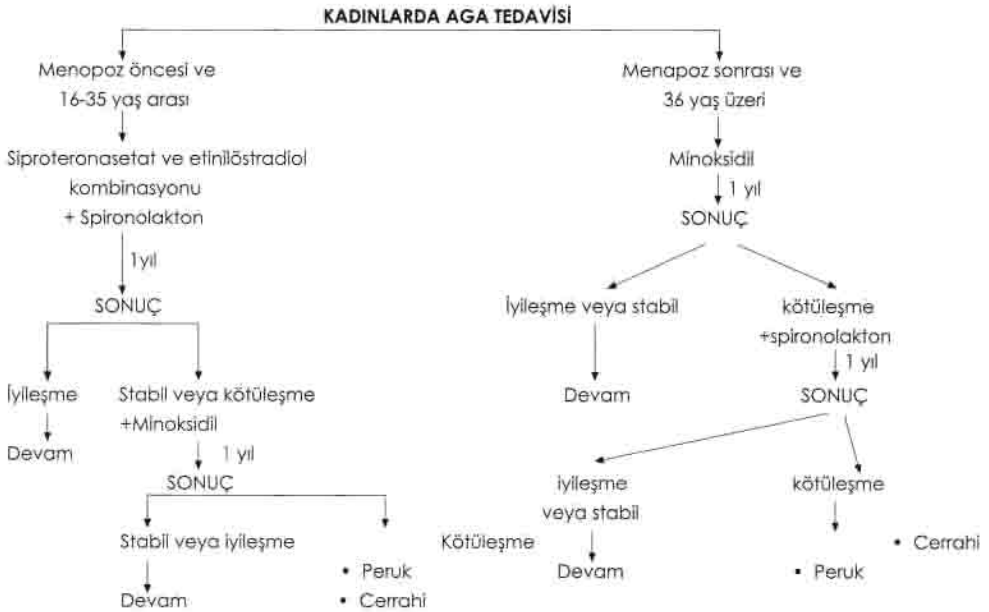 KADINLARDA AGA TEDAVİSİ
Menopoz öncesi ve
16-35 yaş arası
Siproteronasetat ve etinilöstradiol
kombinasyonu
+ Spironolakton
1yıl
SONUÇ
İyileşme
Devam
Stabil veya kötüleşme
+Minoksidil
1 yıl
SONUÇ
Stabil veya iyileşme
Devam
Kötüleşme
• Peruk
• Cerrahi
Menapoz sonrası ve
36 yaş üzeri
Minoksidil
1 yıl
SONUÇ
İyileşme veya stabil
Devam
kötüleşme
+spironolakton
1 yıl
SONUÇ
iyileşme
veya stabil
Devam
kötüleşme
• Cerrahi
▪ Peruk